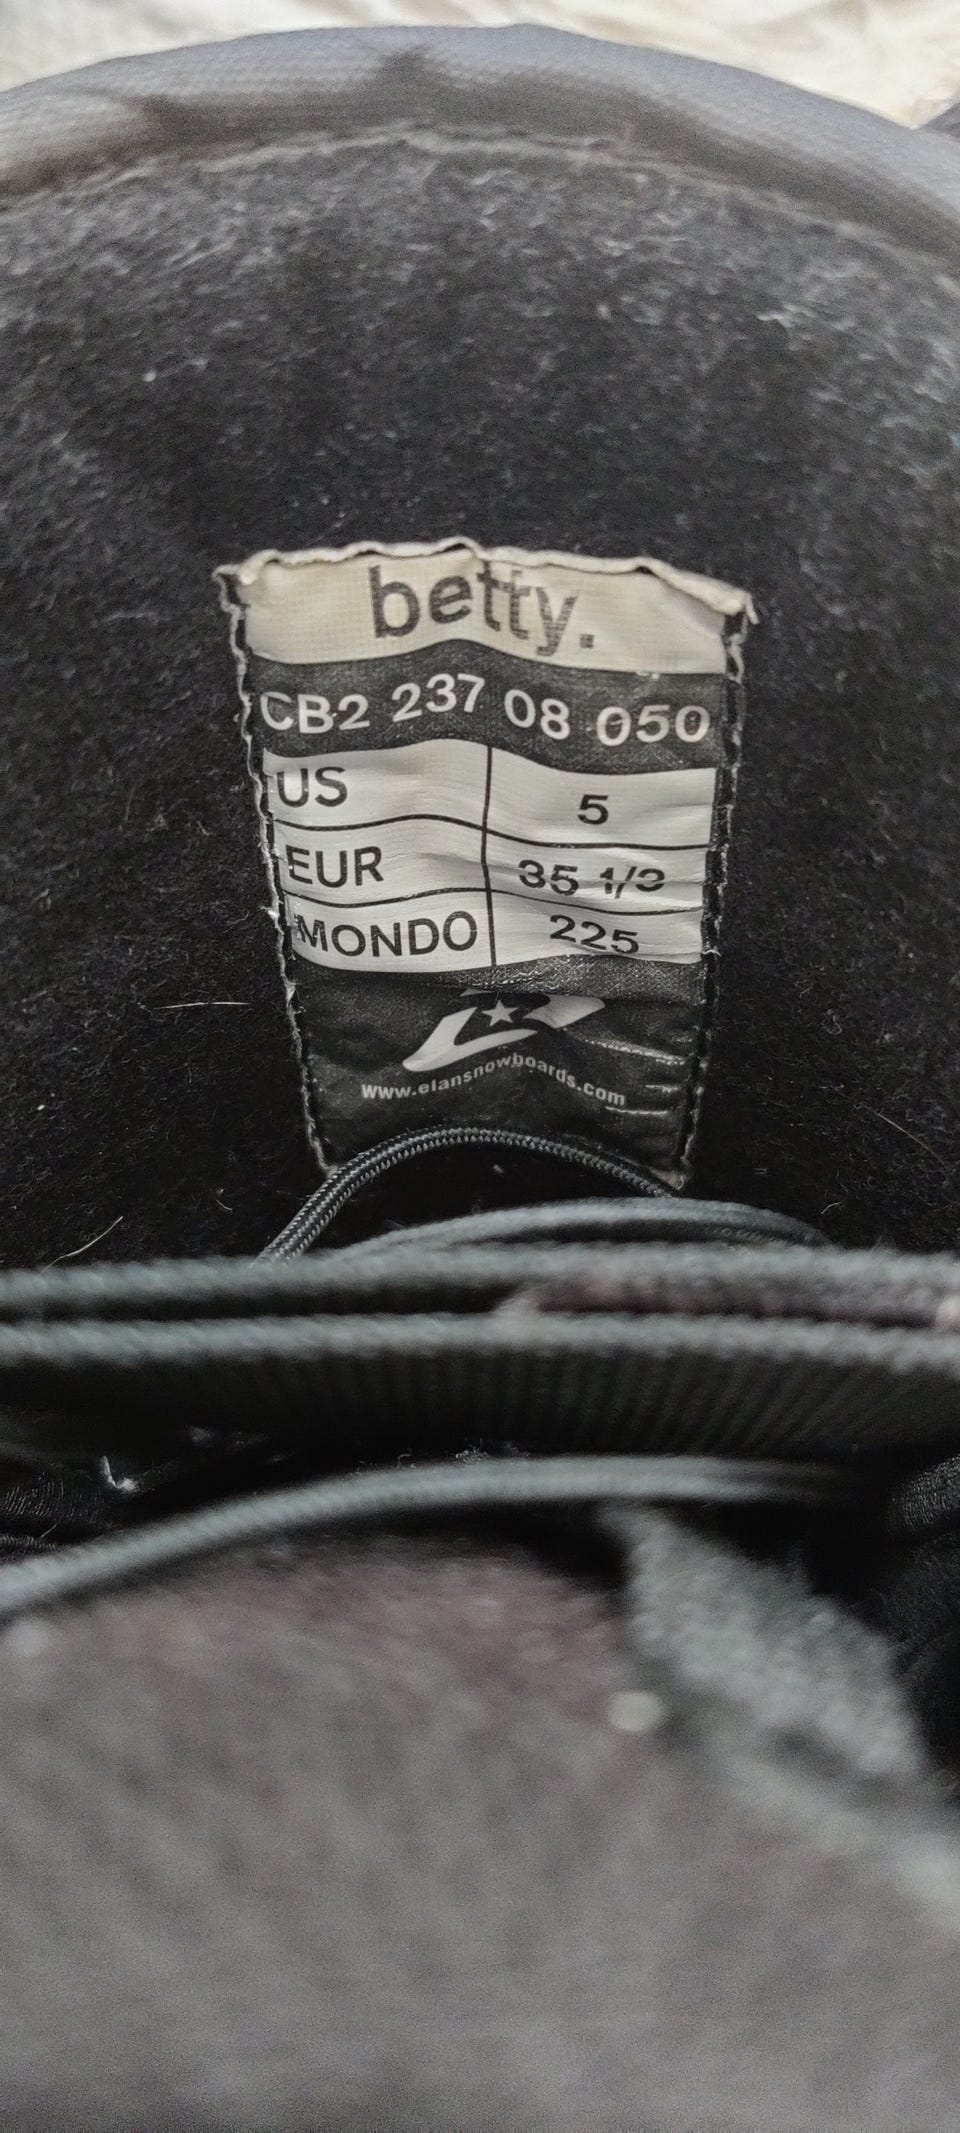 betty.
CB2 237 08 050
US 5
EUR 35 1/3
MONDO 225
www.elansnowboards.com